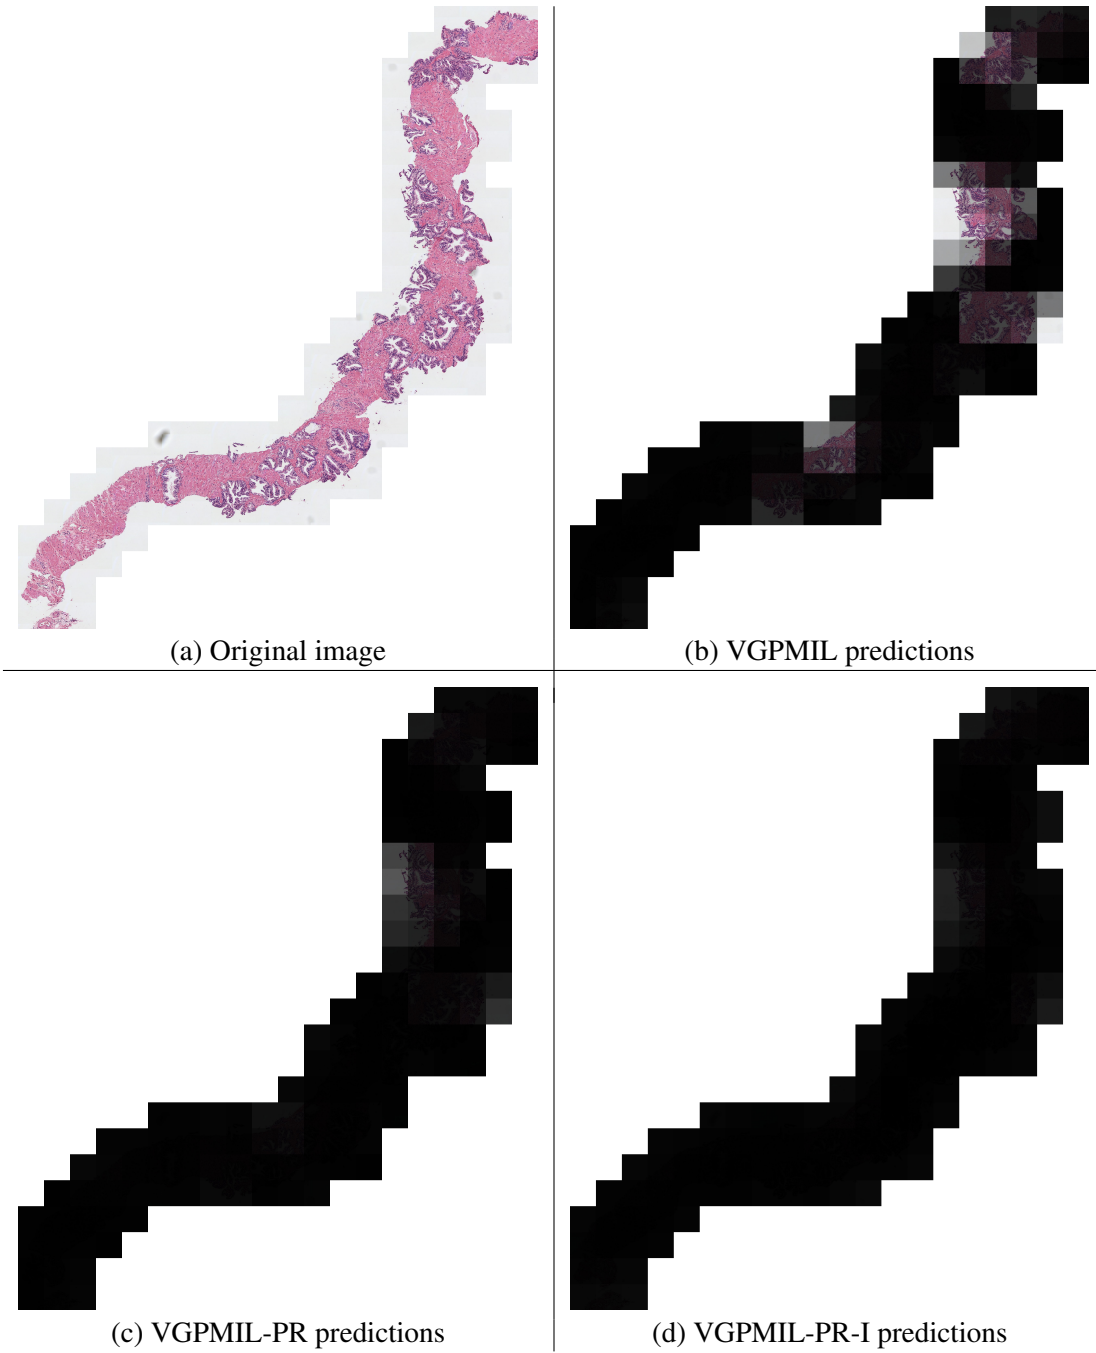 (a) Original image
(b) VGPMIL predictions
(c) VGPMIL-PR predictions
(d) VGPMIL-PR-I predictions